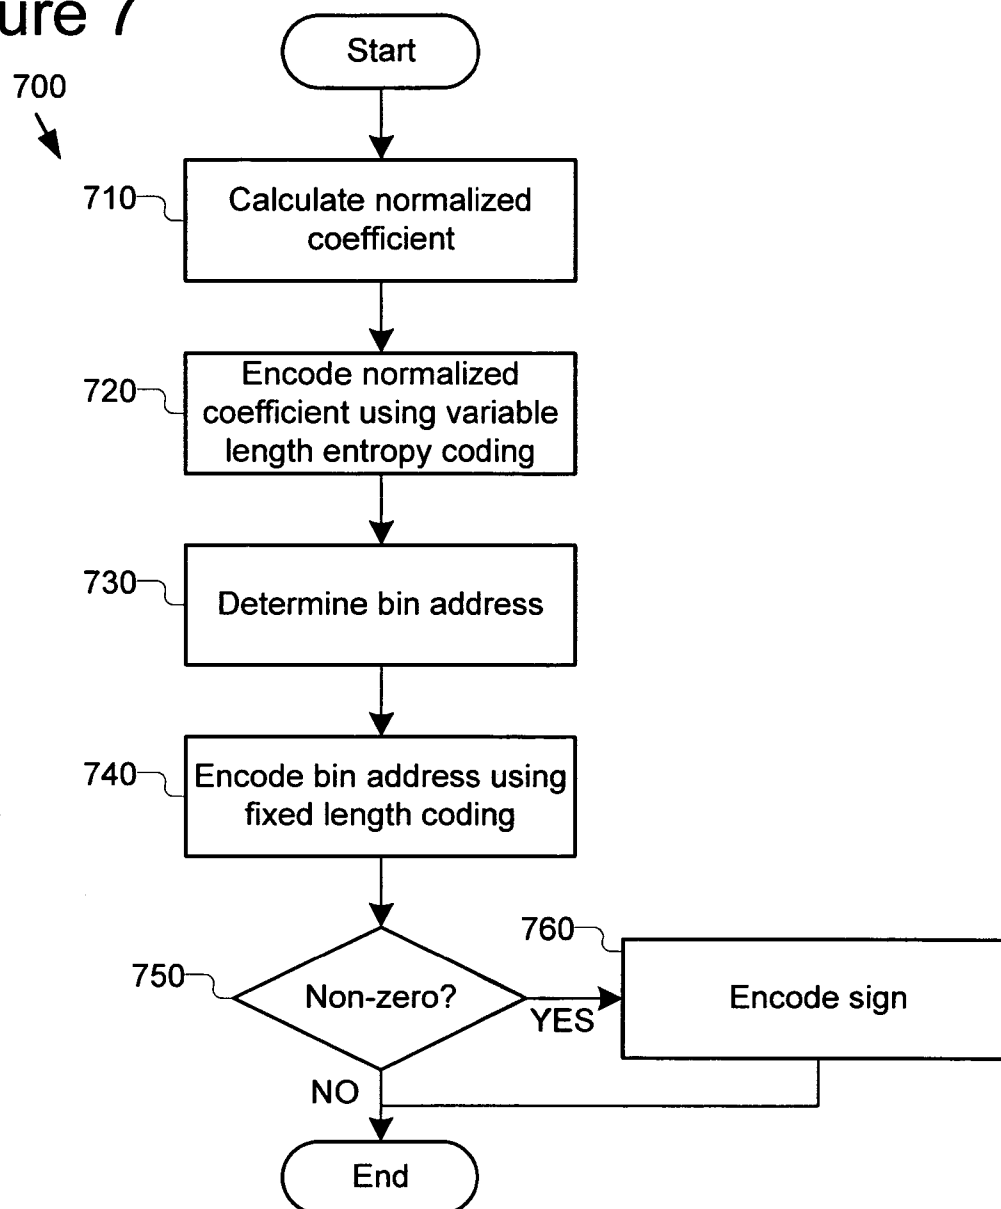 ure 7
Start
700
710
Calculate normalized
coefficient
720
Encode normalized
coefficient using variable
length entropy coding
730
Determine bin address
740
Encode bin address using
fixed length coding
760
750
Non-zero?
YES
Encode sign
NO
End